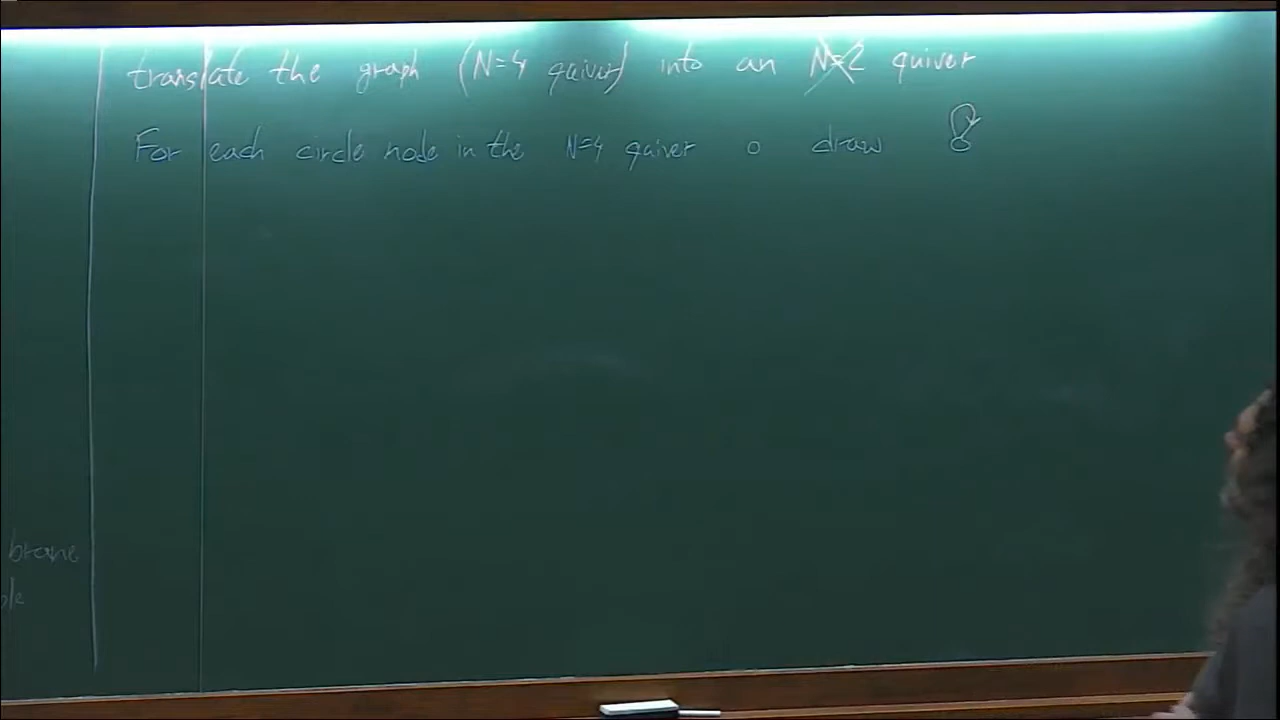 translate the graph (N=4 quiver) into an N=2 quiver
For each circle node in the N=4 quiver o draw
brane